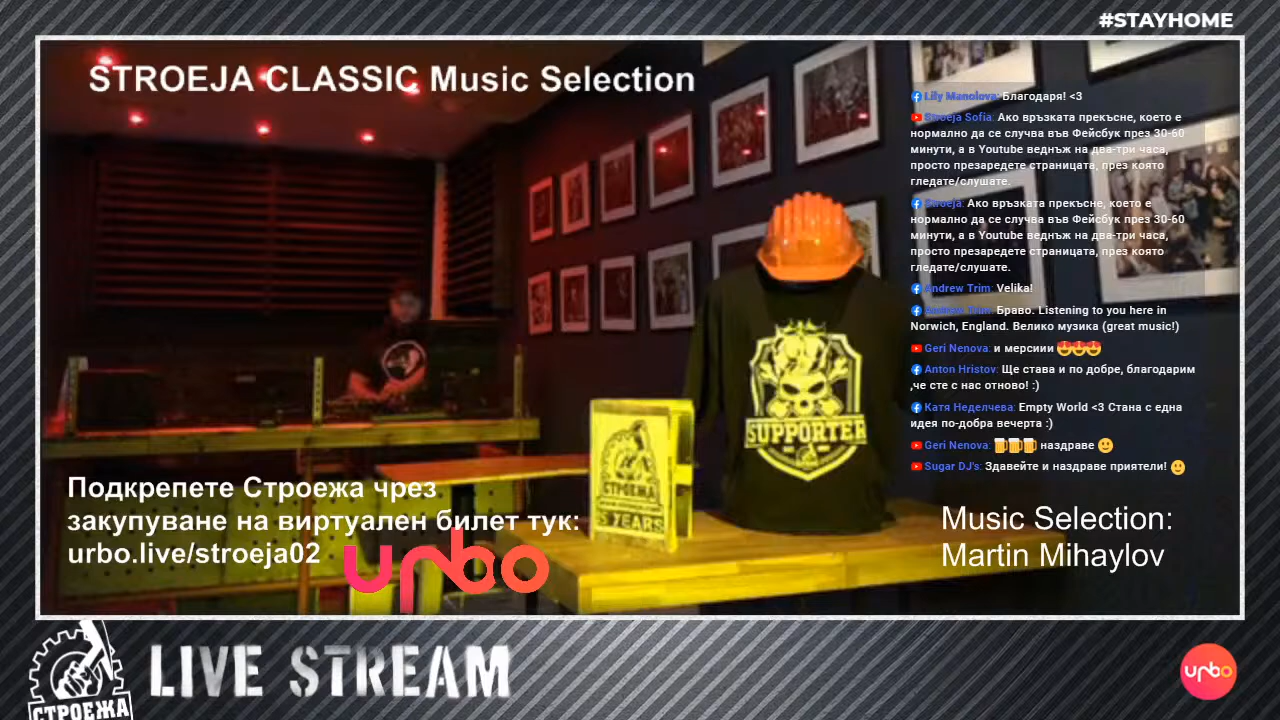 #STAYHOME
STROEJA CLASSIC Music Selection
Lily Manolova: Благодаря! <3
Stroeja Sofia: Ако връзката прекъсне, което е
нормално да се случва във Фейсбук през 30-60
минути, а в Youtube веднъж на два-три часа,
просто презаредете страницата, през която
гледате/слушате.
Stroeja: Ако връзката прекъсне, което е
нормално да се случва във Фейсбук през 30-60
минути, а в Youtube веднъж на два-три часа,
просто презаредете страницата, през която
гледате/слушате.
Andrew Trim: Velika!
Andrew Trim: Браво. Listening to you here in
Norwich, England. Велико музика (great music!)
Geri Nenova: и мерсиии 😍😍😍
Anton Hristov: Ще става и по добре, благодарим
,че сте с нас отново! :)
Катя Неделчева: Empty World <3 Стана с една
идея по-добра вечерта :)
Geri Nenova: 🍺🍺🍺 наздраве 🙂
Sugar DJ's: Здавейте и наздраве приятели! 🙂
SUPPORTER
СТРОЕЖА
5 YEARS
Подкрепете Строежа чрез
закупуване на виртуален билет тук:
urbo.live/stroeja02
urbo
Music Selection:
Martin Mihaylov
СТРОЕЖА
LIVE STREAM
urbo